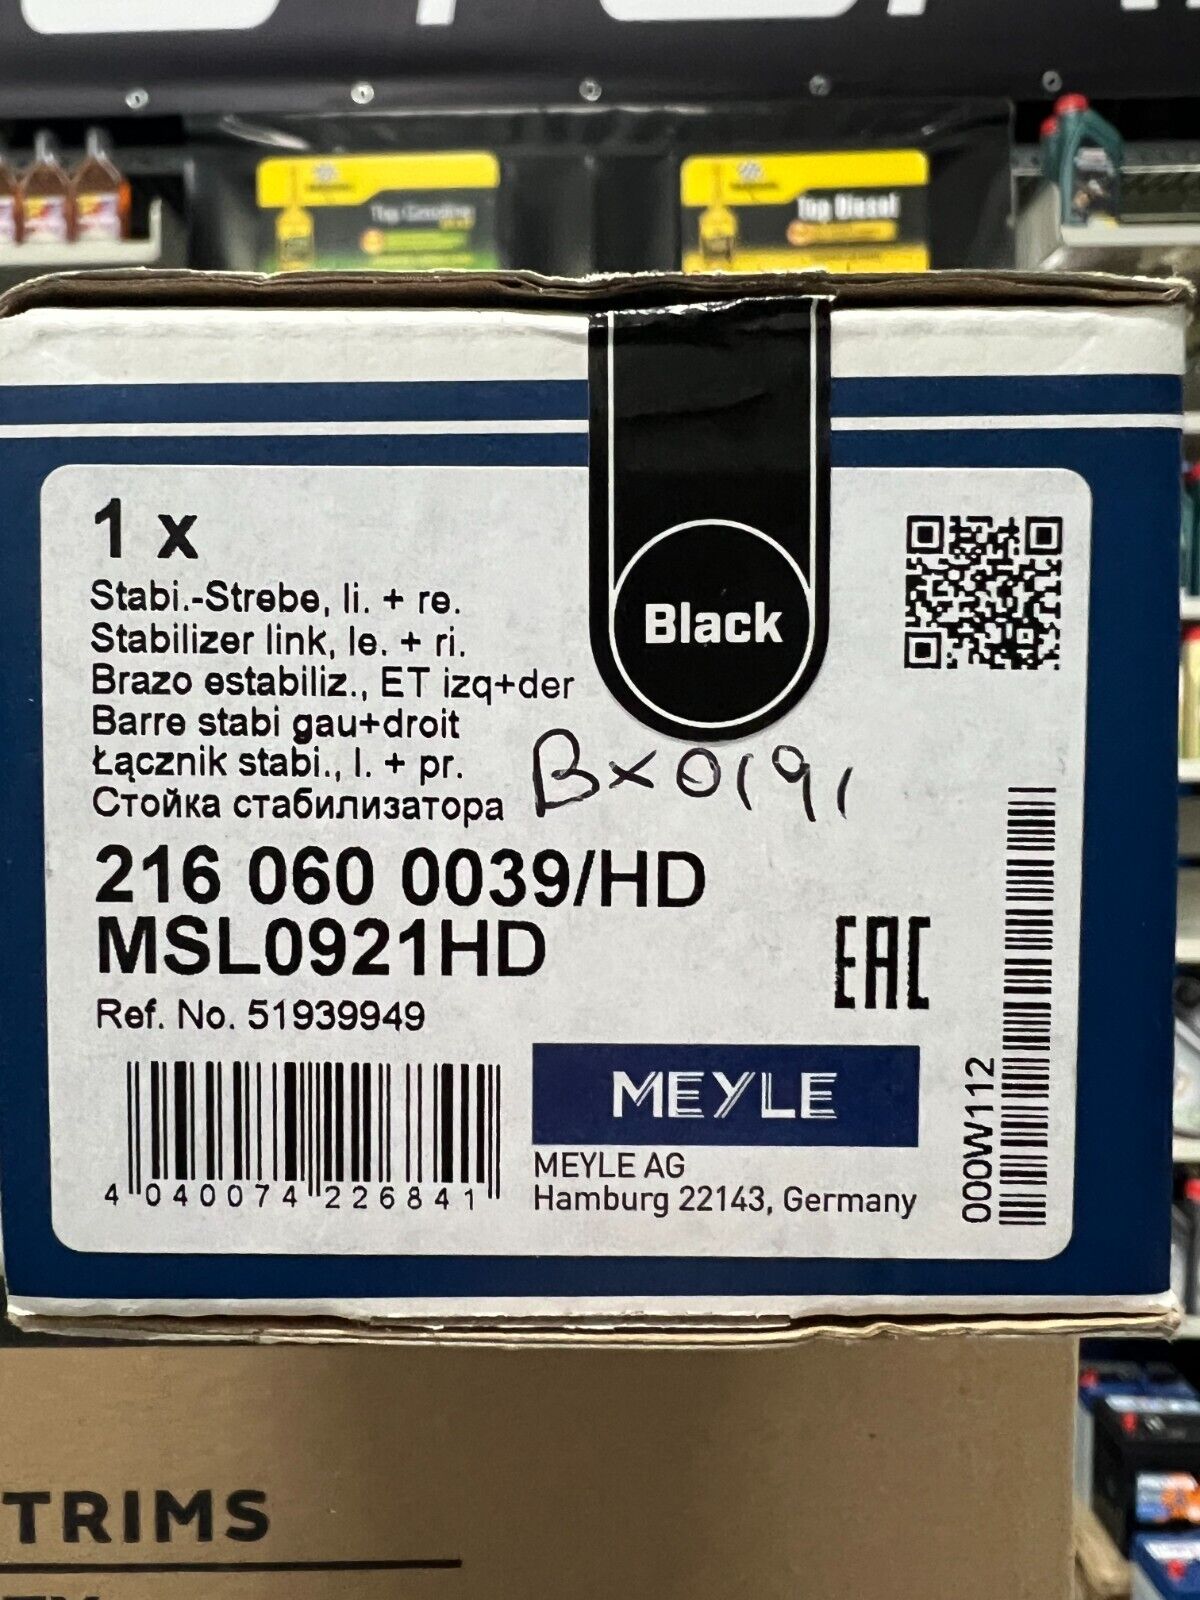 Top Gasoline
Top Diesel
1 x
Stabi.-Strebe, li. + re.
Stabilizer link, le. + ri.
Brazo estabiliz., ET izq+der
Barre stabi gau+droit
Łącznik stabi., l. + pr.
Стойка стабилизатора
Black
BX0191
216 060 0039/HD
MSL0921HD
Ref. No. 51939949
EAC
4 040074 226841
MEYLE
MEYLE AG
Hamburg 22143, Germany
000W112
TRIMS